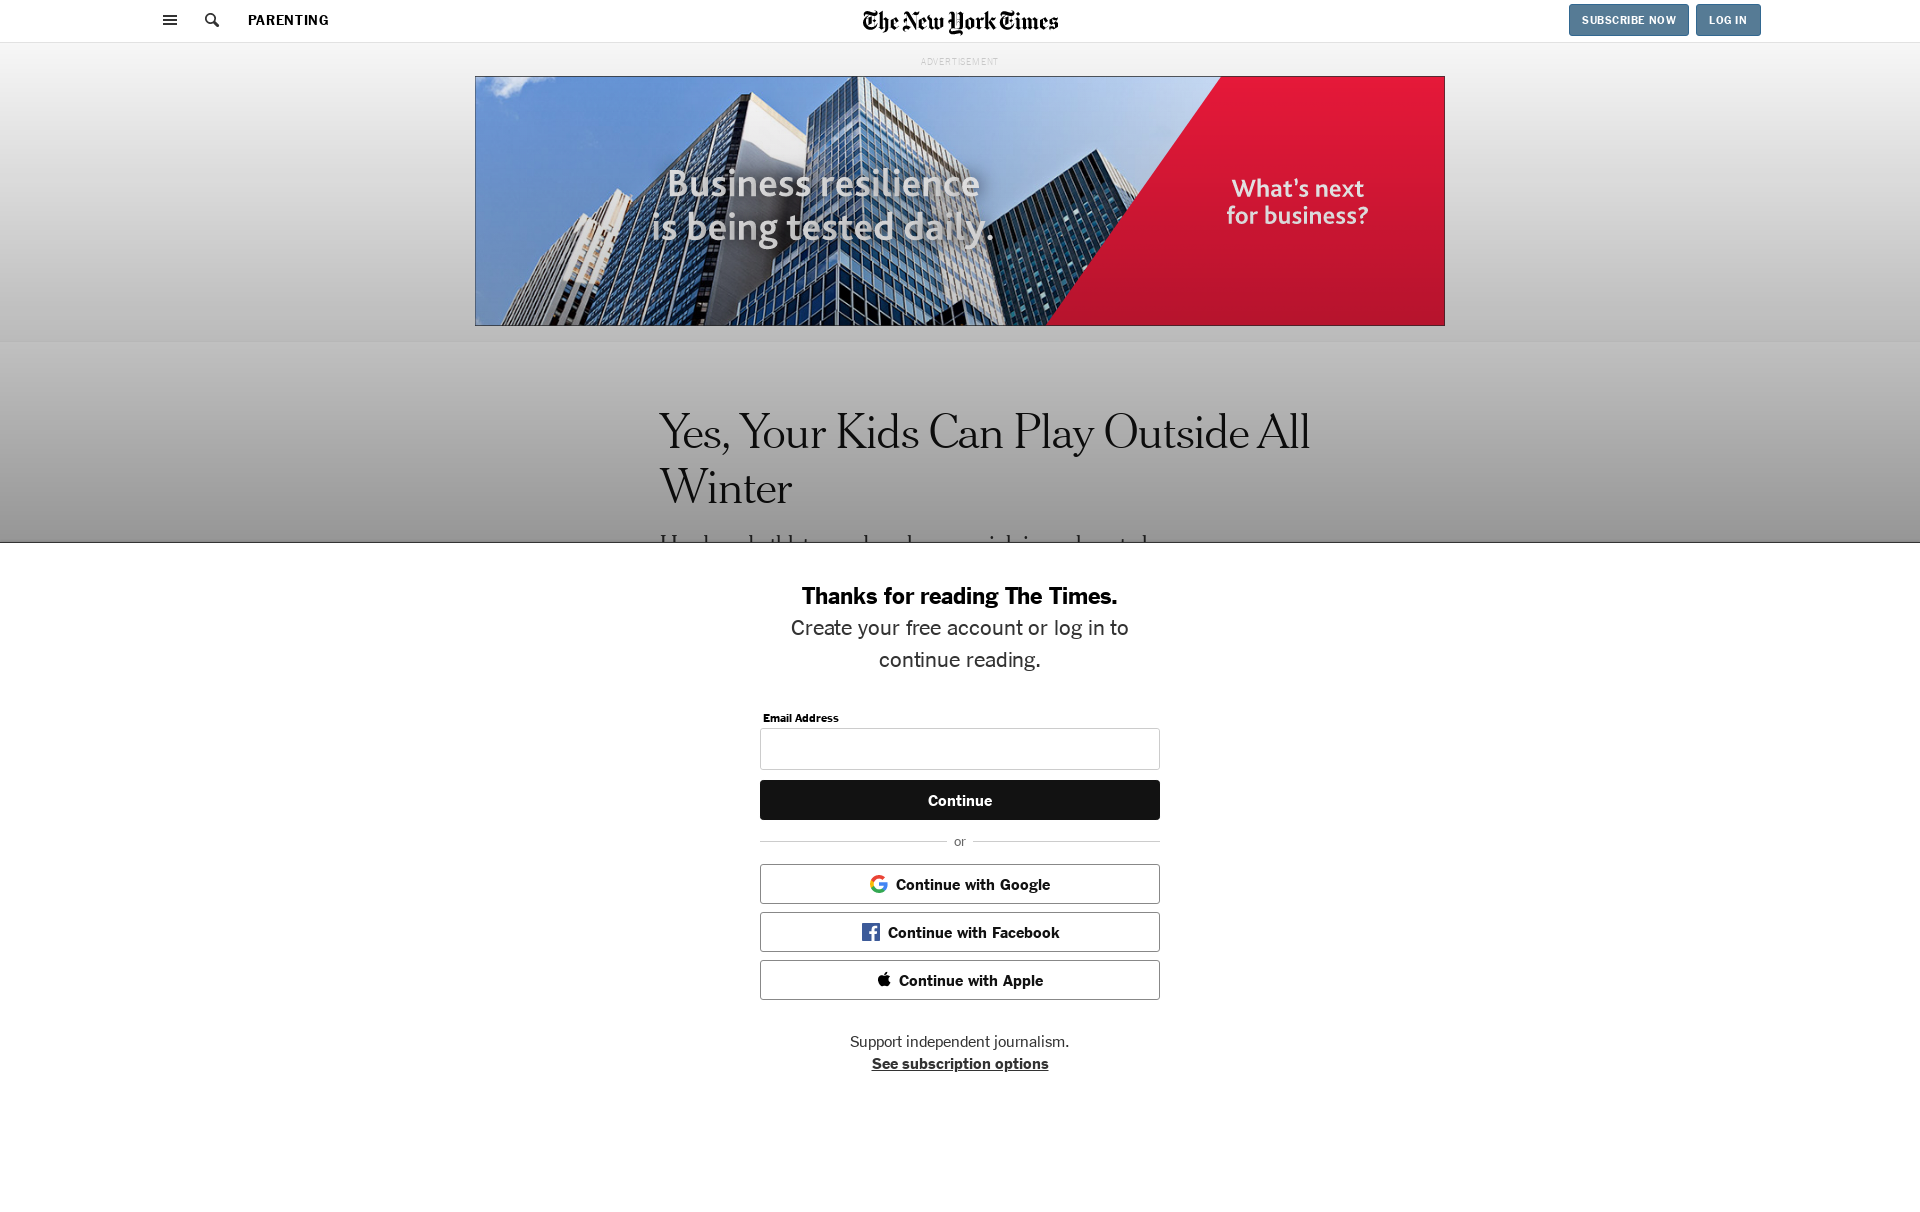 PARENTING
The New York Times
SUBSCRIBE NOW
LOG IN
ADVERTISEMENT
Business resilience
is being tested daily.
What's next
for business?
Yes, Your Kids Can Play Outside All
Winter
Thanks for reading The Times.
Create your free account or log in to
continue reading.
Email Address
Continue
or
Continue with Google
Continue with Facebook
Continue with Apple
Support independent journalism.
See subscription options